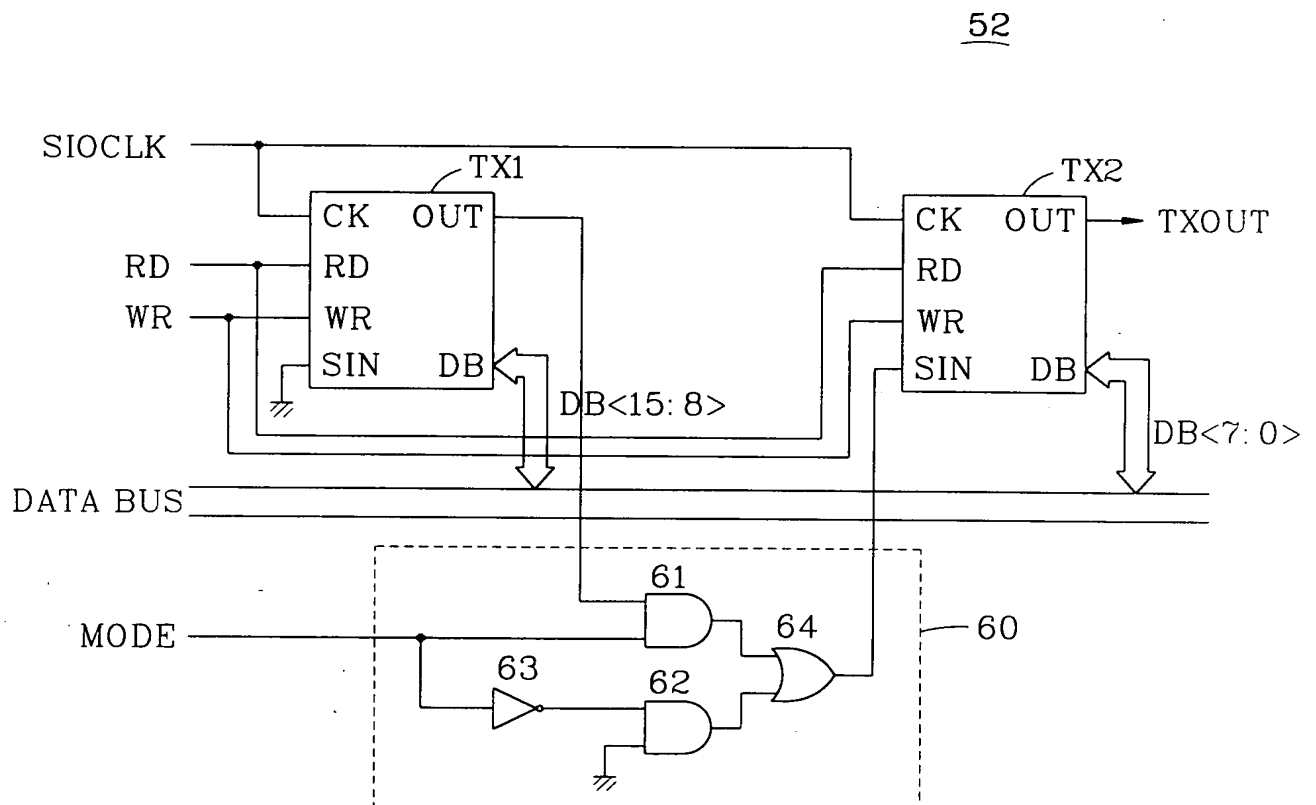 52
SIOCLK
TX1
TX2
CK OUT
CK OUT
TXOUT
RD
RD
RD
WR
WR
WR
SIN DB
SIN DB
DB<15:8>
DB<7:0>
DATA BUS
61
MODE
64
60
63
62